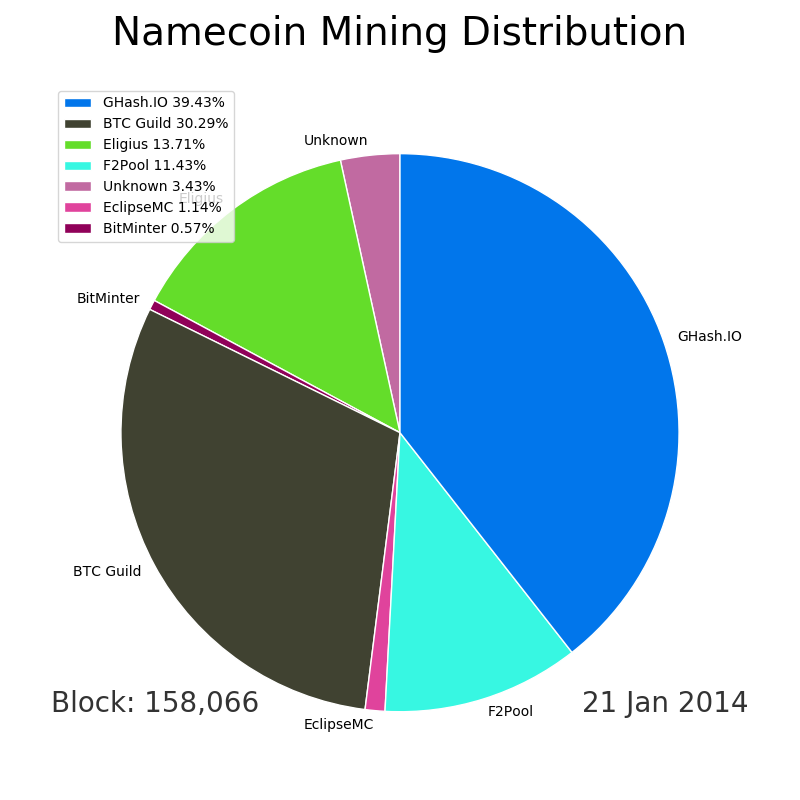 Namecoin Mining Distribution
GHash.IO 39.43%
BTC Guild 30.29%
Eligius 13.71%
F2Pool 11.43%
Unknown 3.43%
EclipseMC 1.14%
BitMinter 0.57%
Unknown
Eligius
BitMinter
GHash.IO
BTC Guild
Block: 158,066
21 Jan 2014
F2Pool
EclipseMC